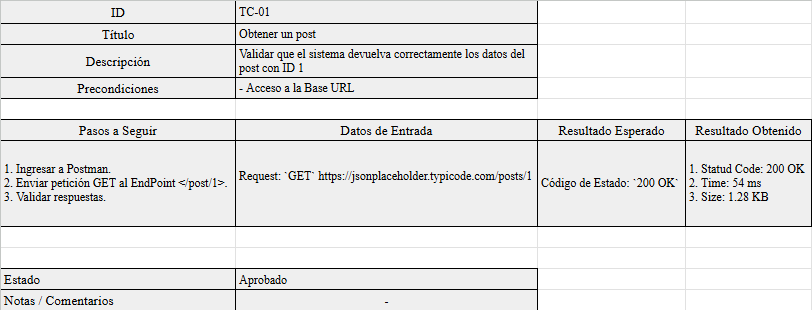 ID TC-01
Título Obtener un post
Descripción Validar que el sistema devuelva correctamente los datos del
post con ID 1
Precondiciones - Acceso a la Base URL
Pasos a Seguir Datos de Entrada Resultado Esperado Resultado Obtenido
1. Ingresar a Postman.
2. Enviar petición GET al EndPoint </post/1>.
3. Validar respuestas.
Request: `GET` https://jsonplaceholder.typicode.com/posts/1
Código de Estado: `200 OK`
1. Statud Code: 200 OK
2. Time: 54 ms
3. Size: 1.28 KB
Estado Aprobado
Notas / Comentarios -